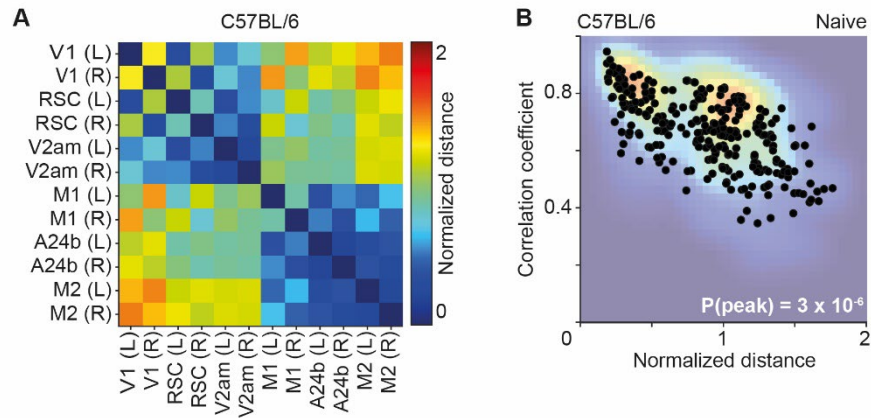 A
C57BL/6
V1 (L)
V1 (R)
RSC (L)
RSC (R)
V2am (L)
V2am (R)
M1 (L)
M1 (R)
A24b (L)
A24b (R)
M2 (L)
M2 (R)
V1 (L)
V1 (R)
RSC (L)
RSC (R)
V2am (L)
V2am (R)
M1 (L)
M1 (R)
A24b (L)
A24b (R)
M2 (L)
M2 (R)
2
Normalized distance
0
B
C57BL/6 Naive
Correlation coefficient
0.8
0.4
0
P(peak) = 3 x 10-6
0 1 2
Normalized distance